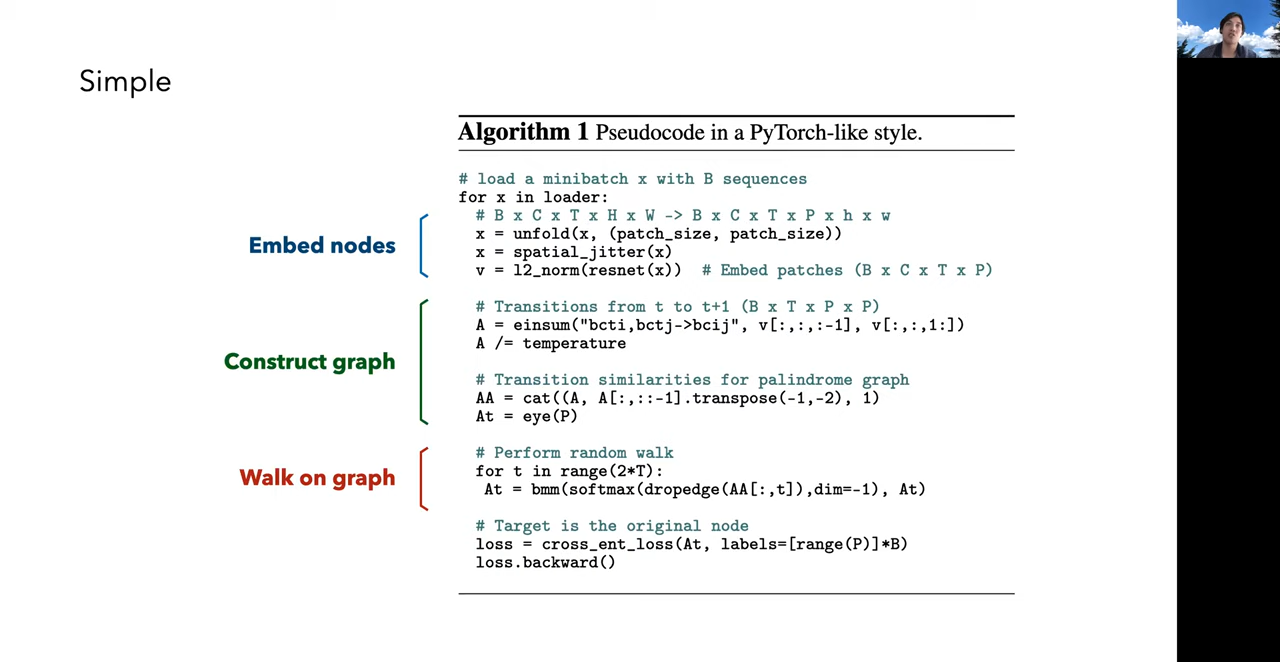 Simple
Algorithm 1 Pseudocode in a PyTorch-like style.
# load a minibatch x with B sequences
for x in loader:
# B x C x T x H x W -> B x C x T x P x h x w
x = unfold(x, (patch_size, patch_size))
Embed nodes
x = spatial_jitter(x)
v = l2_norm(resnet(x)) # Embed patches (B x C x T x P)
# Transitions from t to t+1 (B x T x P x P)
A = einsum("bcti,bctj->bcij", v[:,:,:-1], v[:,:,1:])
A /= temperature
Construct graph
# Transition similarities for palindrome graph
AA = cat((A, A[:,::-1].transpose(-1,-2), 1)
At = eye(P)
# Perform random walk
for t in range(2*T):
Walk on graph
At = bmm(softmax(dropedge(AA[:,t]),dim=-1), At)
# Target is the original node
loss = cross_ent_loss(At, labels=[range(P)]*B)
loss.backward()